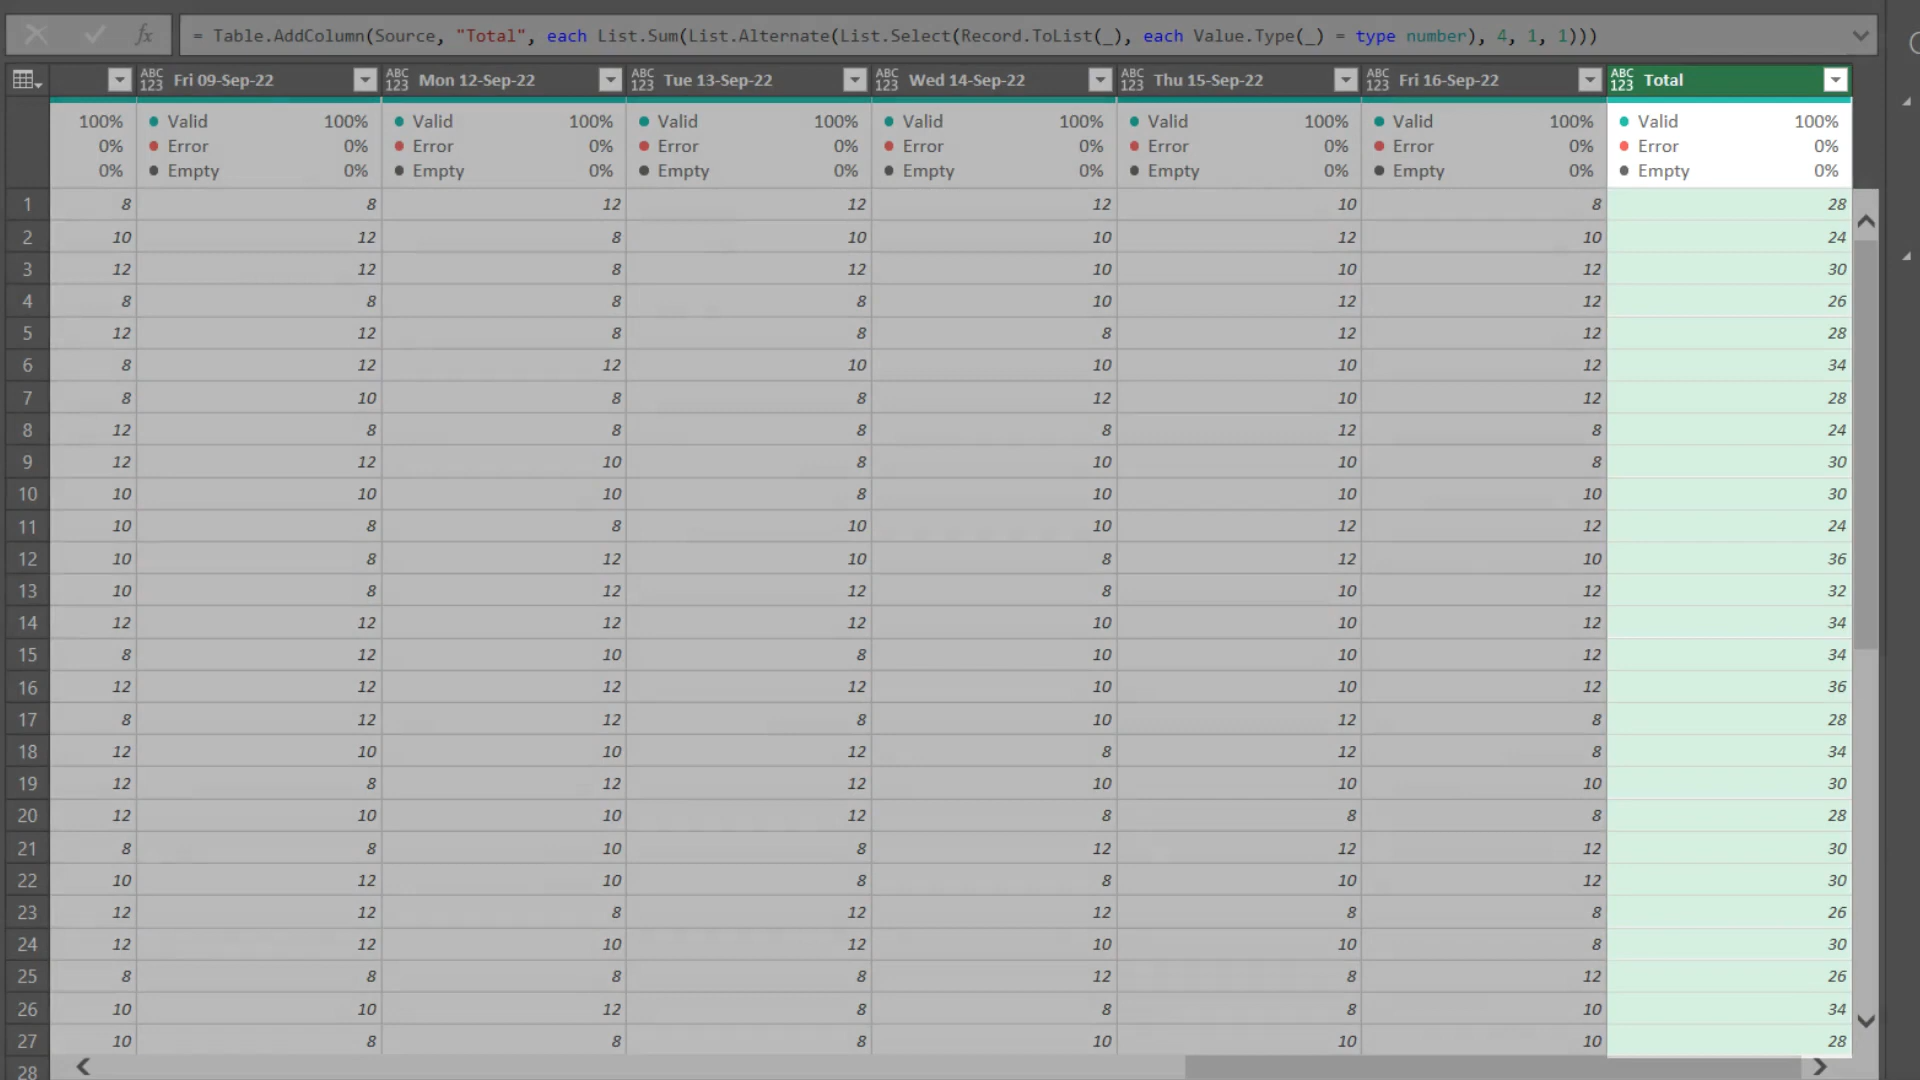 fx = Table.AddColumn(Source, "Total", each List.Sum(List.Alternate(List.Select(Record.ToList(_), each Value.Type(_) = type number), 4, 1, 1)))
ABC 123 Fri 09-Sep-22 ABC 123 Mon 12-Sep-22 ABC 123 Tue 13-Sep-22 ABC 123 Wed 14-Sep-22 ABC 123 Thu 15-Sep-22 ABC 123 Fri 16-Sep-22 ABC 123 Total
100% Valid 100% Valid 100% Valid 100% Valid 100% Valid 100% Valid 100% Valid 100%
0% Error 0% Error 0% Error 0% Error 0% Error 0% Error 0% Error 0%
0% Empty 0% Empty 0% Empty 0% Empty 0% Empty 0% Empty 0% Empty 0%
1 8 8 12 12 12 10 8 28
2 10 12 8 10 10 12 10 24
3 12 12 8 12 10 10 12 30
4 8 8 8 8 10 12 12 26
5 12 12 8 8 8 12 12 28
6 8 12 12 10 10 10 12 34
7 8 10 8 8 12 10 12 28
8 12 8 8 8 8 12 8 24
9 12 12 10 8 10 10 8 30
10 10 10 10 8 10 10 10 30
11 10 8 8 10 10 12 12 24
12 10 8 12 10 8 12 10 36
13 10 8 12 12 8 10 12 32
14 12 12 12 12 10 10 12 34
15 8 12 10 8 10 10 12 34
16 12 12 12 12 10 10 12 36
17 8 12 12 8 10 12 8 28
18 12 10 10 12 8 12 8 34
19 12 8 12 12 10 10 10 30
20 12 10 10 12 8 8 8 28
21 8 8 10 8 12 12 12 30
22 10 12 10 8 8 10 12 30
23 12 12 8 12 12 8 8 26
24 12 12 10 12 10 10 8 30
25 8 8 8 8 12 8 12 26
26 10 10 12 8 8 8 10 34
27 10 8 8 8 10 10 10 28
28